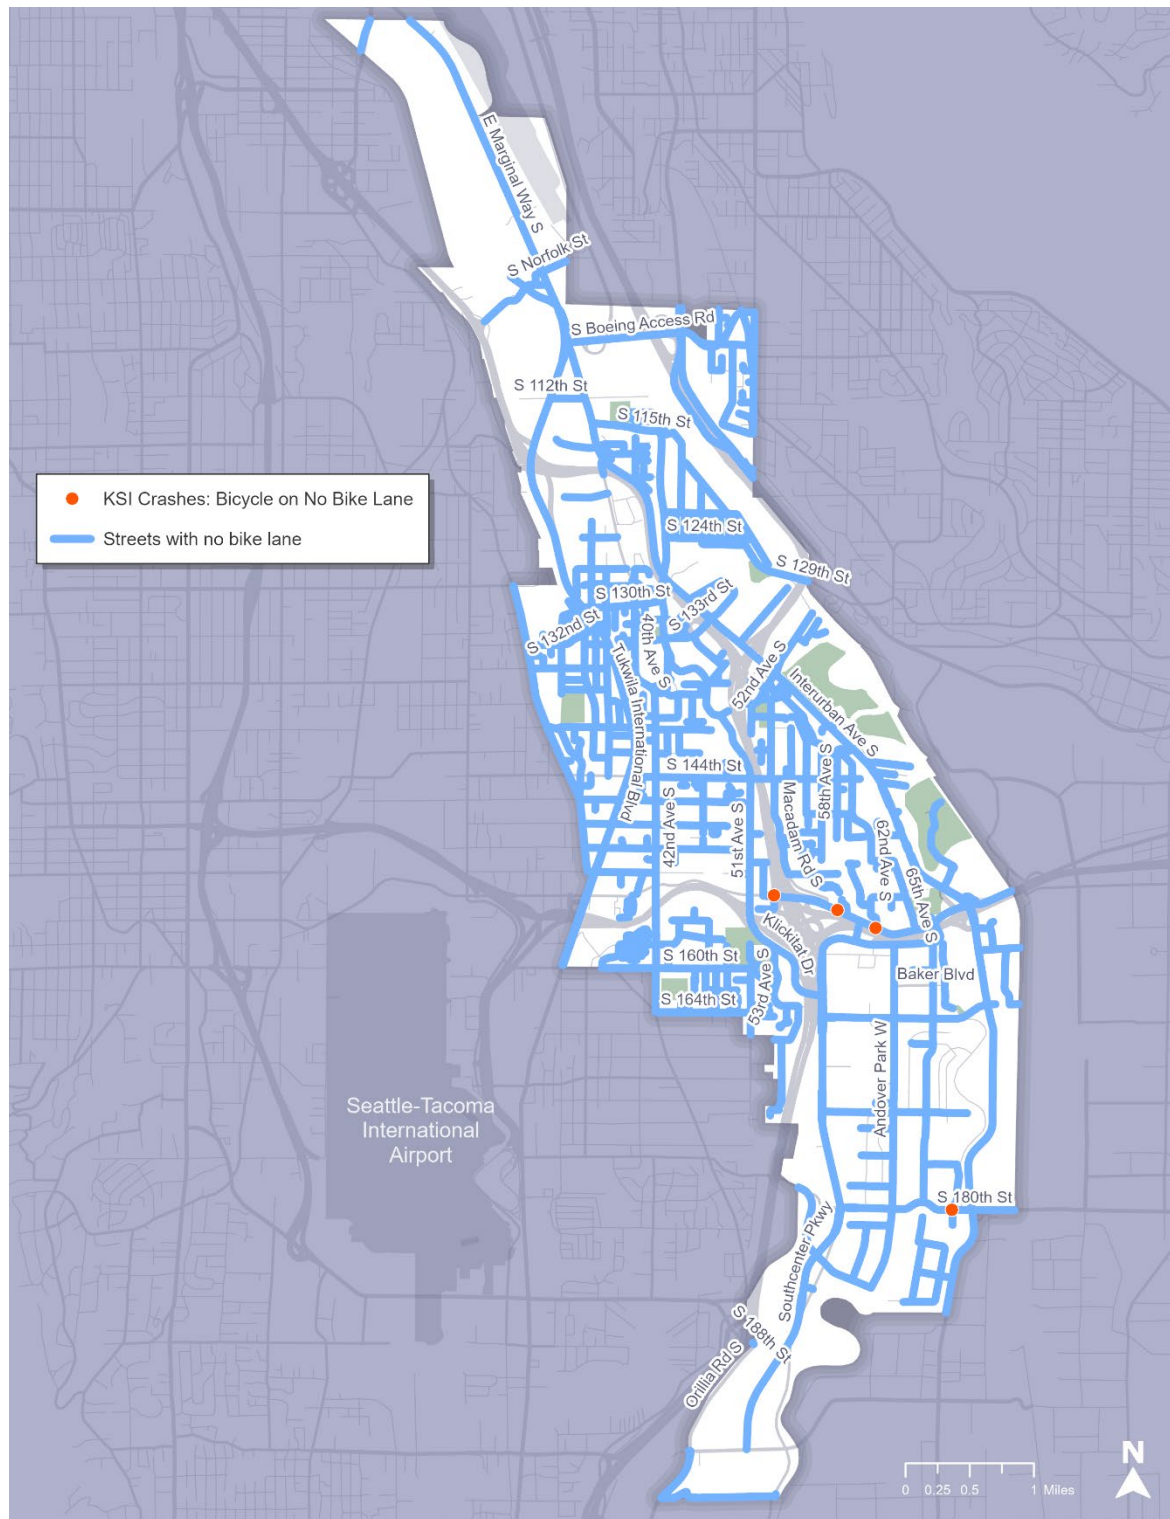 E Marginal Way S
S Norfolk St
S Boeing Access Rd
S 112th St
S 115th St
KSI Crashes: Bicycle on No Bike Lane
Streets with no bike lane
S 124th St
S 129th St
S 130th St
S 133rd St
S 132nd St
40th Ave S
52nd Ave S
Tukwila International Blvd
Interurban Ave S
S 144th St
58th Ave S
Macadam Rd S
42nd Ave S
51st Ave S
62nd Ave S
65th Ave S
Klickitat Dr
S 160th St
53rd Ave S
Baker Blvd
S 164th St
Andover Park W
Seattle-Tacoma
International
Airport
S 180th St
Southcenter Pkwy
S 188th St
Orillia Rd S
N
0 0.25 0.5 1 Miles